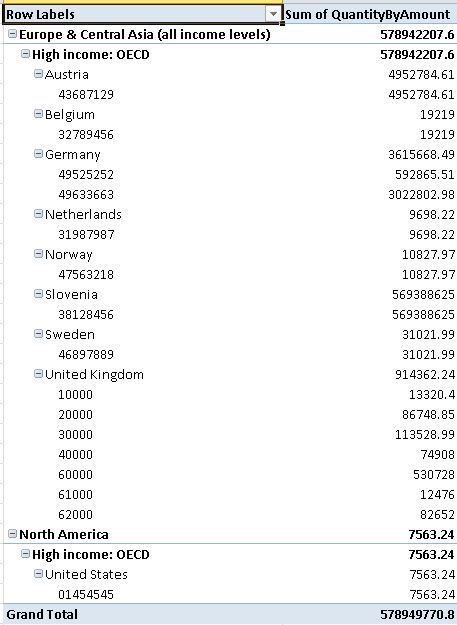 Row Labels Sum of QuantityByAmount
Europe & Central Asia (all income levels) 578942207.6
High income: OECD 578942207.6
Austria 4952784.61
43687129 4952784.61
Belgium 19219
32789456 19219
Germany 3615668.49
49525252 592865.51
49633663 3022802.98
Netherlands 9698.22
31987987 9698.22
Norway 10827.97
47563218 10827.97
Slovenia 569388625
38128456 569388625
Sweden 31021.99
46897889 31021.99
United Kingdom 914362.24
10000 13320.4
20000 86748.85
30000 113528.99
40000 74908
60000 530728
61000 12476
62000 82652
North America 7563.24
High income: OECD 7563.24
United States 7563.24
01454545 7563.24
Grand Total 578949770.8